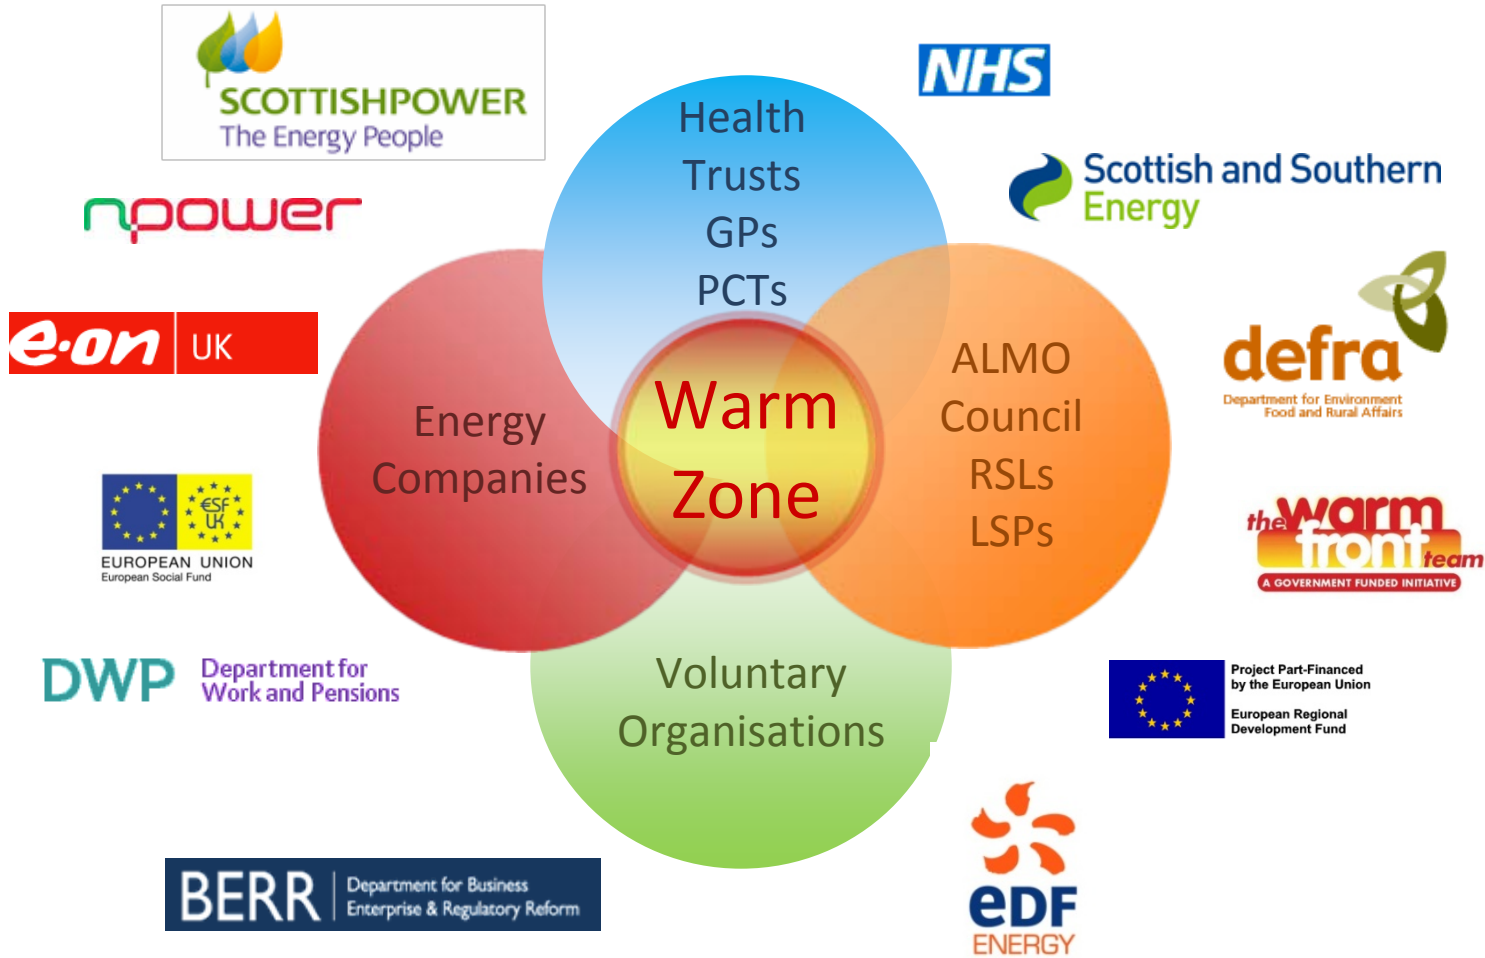 SCOTTISHPOWER
The Energy People
NHS
Health
Trusts
GPs
PCTs
Scottish and Southern
Energy
npower
e·on UK
defra
Department for Environment
Food and Rural Affairs
Energy
Companies
Warm
Zone
ALMO
Council
RSLs
LSPs
€SF
UK
EUROPEAN UNION
European Social Fund
the warm
front team
A GOVERNMENT FUNDED INITIATIVE
DWP Department for
Work and Pensions
Voluntary
Organisations
Project Part-Financed
by the European Union
European Regional
Development Fund
BERR Department for Business
Enterprise & Regulatory Reform
eDF
ENERGY